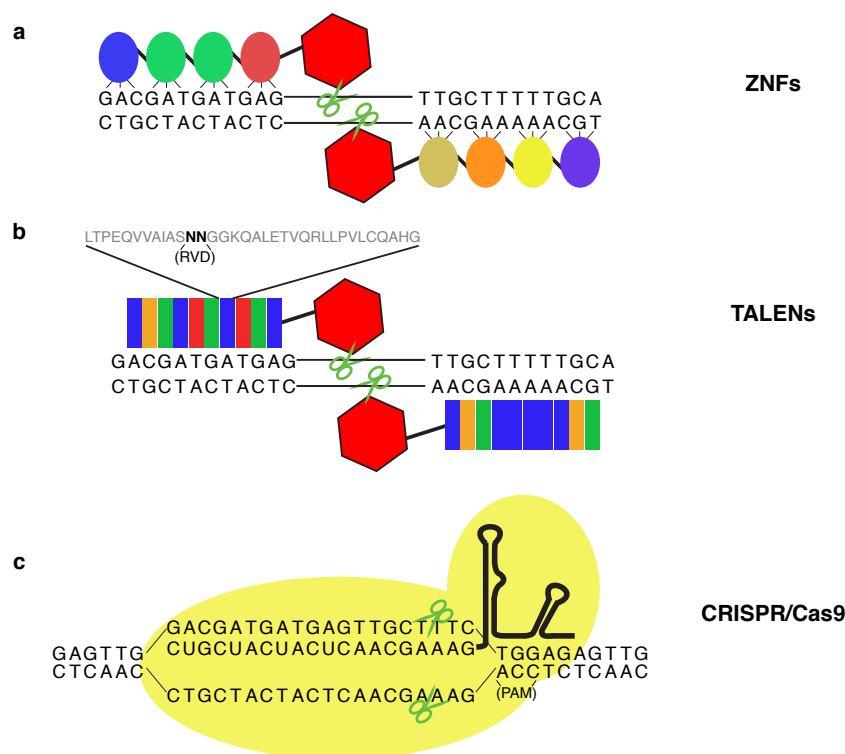 a
ZNFs
GACGATGATGAG TTGCTTTTTGCA
CTGCTACTACTC AACGAAAAACGT
b
LTPEQVVAIASNNGGKQALETVQRLLPVLCQAHG
(RVD)
TALENs
GACGATGATGAG TTGCTTTTTGCA
CTGCTACTACTC AACGAAAAACGT
c
CRISPR/Cas9
GACGATGATGAGTTGCTTTC
CUGCUACUACUCAACGAAAG
GAGTTG TGGAGAGTTG
CTCAAC ACCTCTCAAC
(PAM)
CTGCTACTACTCAACGAAAG